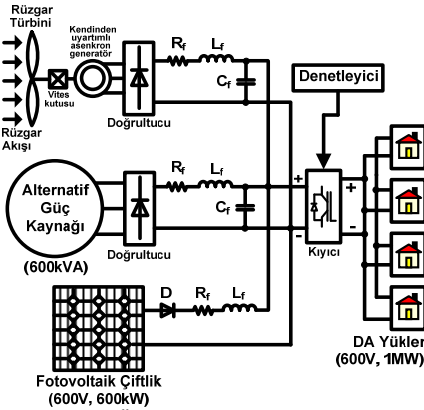 Rüzgar
Türbini
Kendinden
uyartımlı
asenkron
generatör
Vites
kutusu
Rüzgar
Akışı
Doğrultucu
Rf
Lf
Cf
Denetleyici
Alternatif
Güç
Kaynağı
(600kVA)
Doğrultucu
Rf
Lf
Cf
+
-
Kıyıcı
+
-
D
Rf
Lf
Fotovoltaik Çiftlik
(600V, 600kW)
DA Yükler
(600V, 1MW)